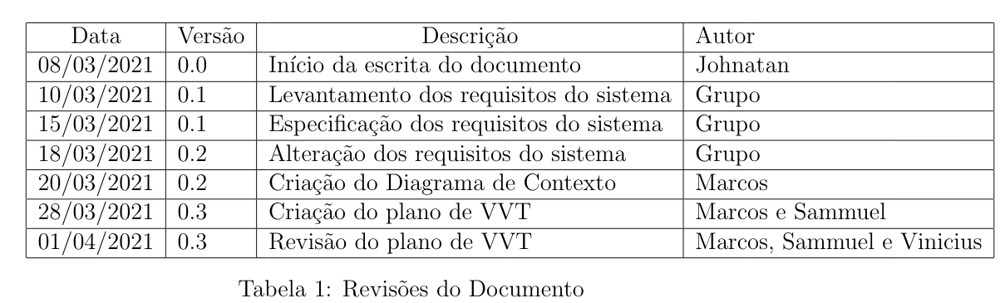 Data Versão Descrição Autor
08/03/2021 0.0 Início da escrita do documento Johnatan
10/03/2021 0.1 Levantamento dos requisitos do sistema Grupo
15/03/2021 0.1 Especificação dos requisitos do sistema Grupo
18/03/2021 0.2 Alteração dos requisitos do sistema Grupo
20/03/2021 0.2 Criação do Diagrama de Contexto Marcos
28/03/2021 0.3 Criação do plano de VVT Marcos e Sammuel
01/04/2021 0.3 Revisão do plano de VVT Marcos, Sammuel e Vinicius
Tabela 1: Revisões do Documento